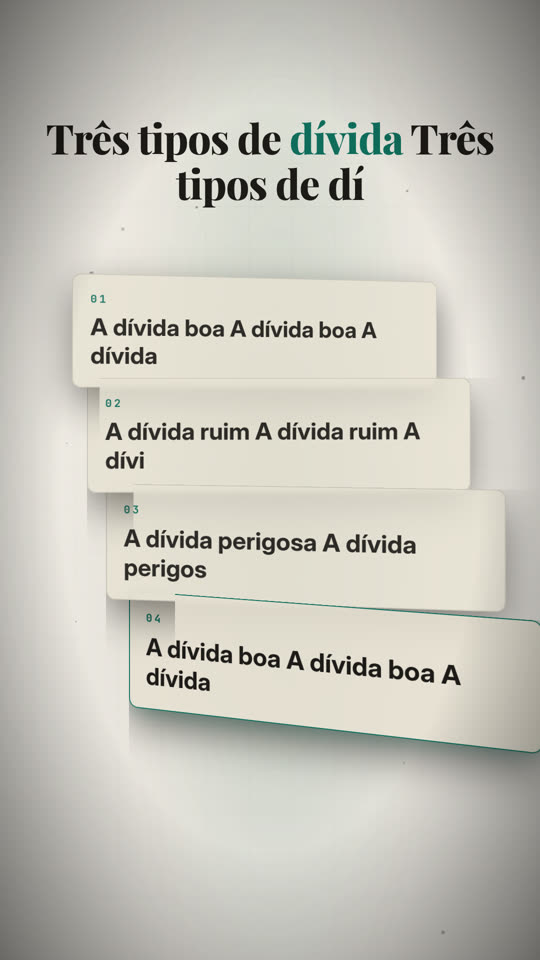 Três tipos de dívida Três
tipos de dí
01
A dívida boa A dívida boa A
dívida
02
A dívida ruim A dívida ruim A
dívi
03
A dívida perigosa A dívida
perigos
04
A dívida boa A dívida boa A
dívida